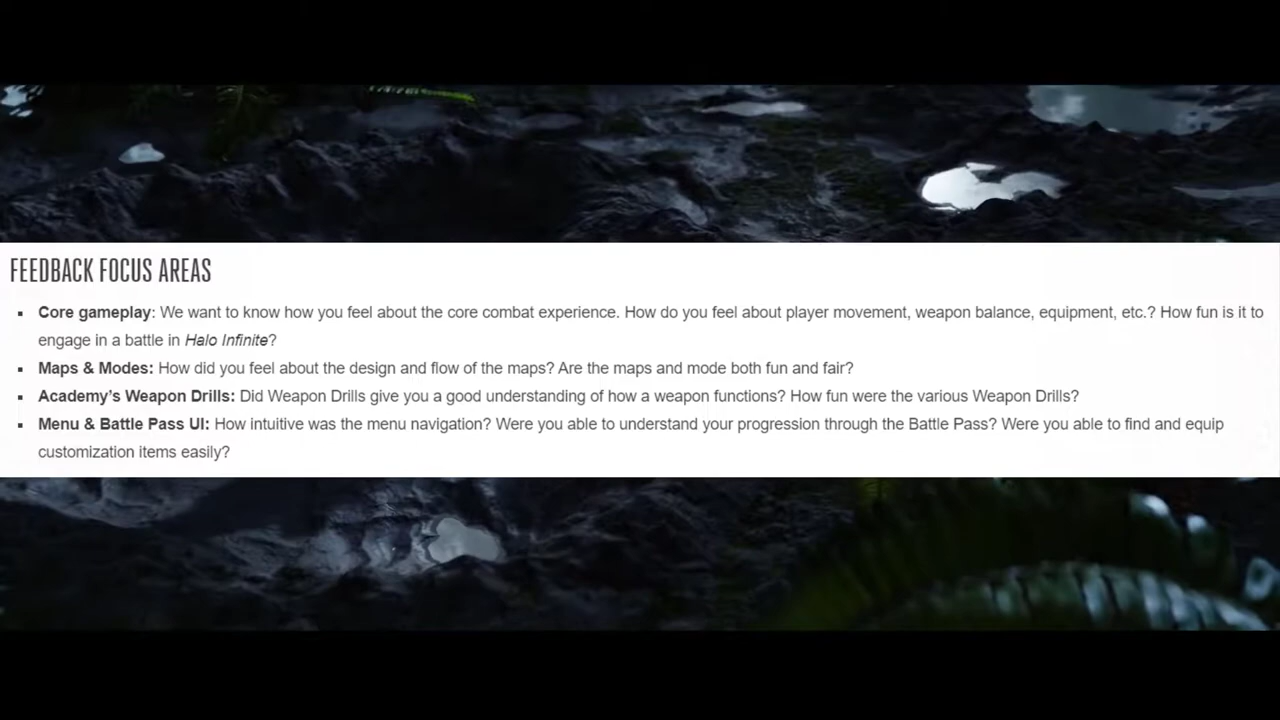 FEEDBACK FOCUS AREAS
▪ Core gameplay: We want to know how you feel about the core combat experience. How do you feel about player movement, weapon balance, equipment, etc.? How fun is it to
engage in a battle in Halo Infinite?
▪ Maps & Modes: How did you feel about the design and flow of the maps? Are the maps and mode both fun and fair?
▪ Academy’s Weapon Drills: Did Weapon Drills give you a good understanding of how a weapon functions? How fun were the various Weapon Drills?
▪ Menu & Battle Pass UI: How intuitive was the menu navigation? Were you able to understand your progression through the Battle Pass? Were you able to find and equip
customization items easily?